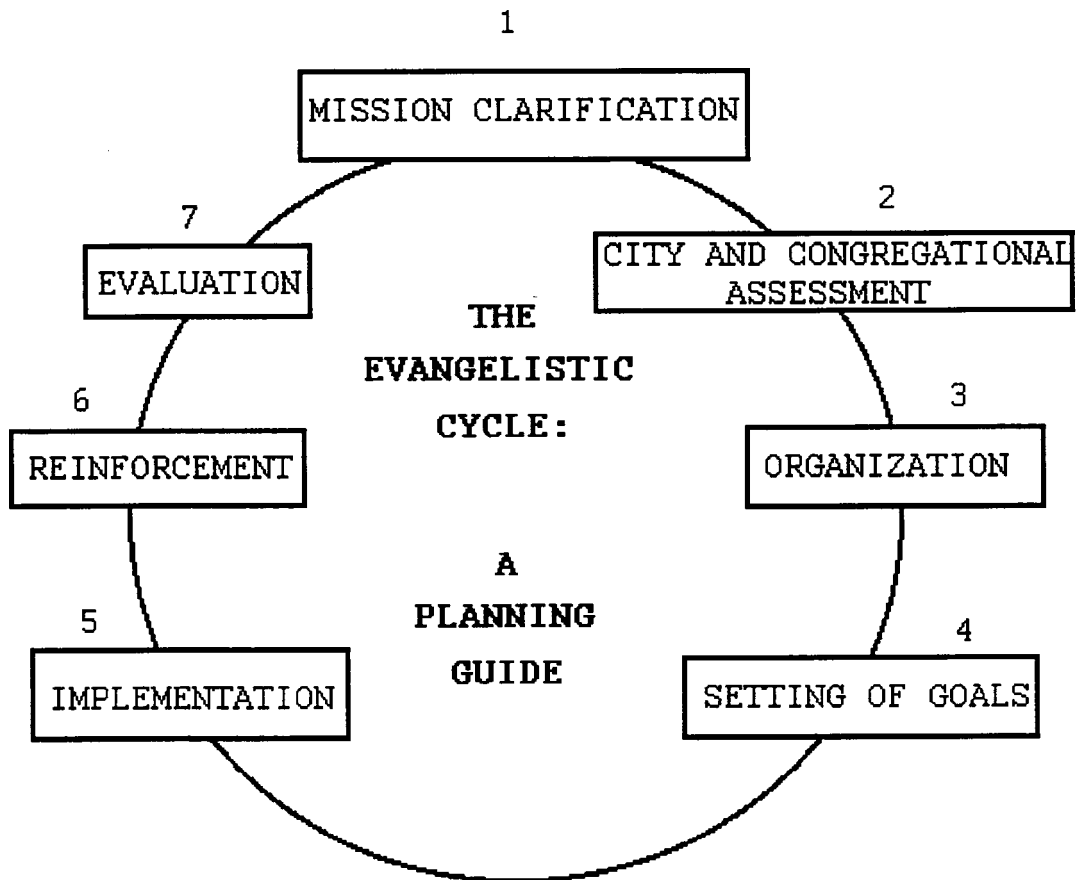 1
MISSION CLARIFICATION
2
CITY AND CONGREGATIONAL
ASSESSMENT
3
ORGANIZATION
4
SETTING OF GOALS
5
IMPLEMENTATION
6
REINFORCEMENT
7
EVALUATION
THE
EVANGELISTIC
CYCLE:
A
PLANNING
GUIDE